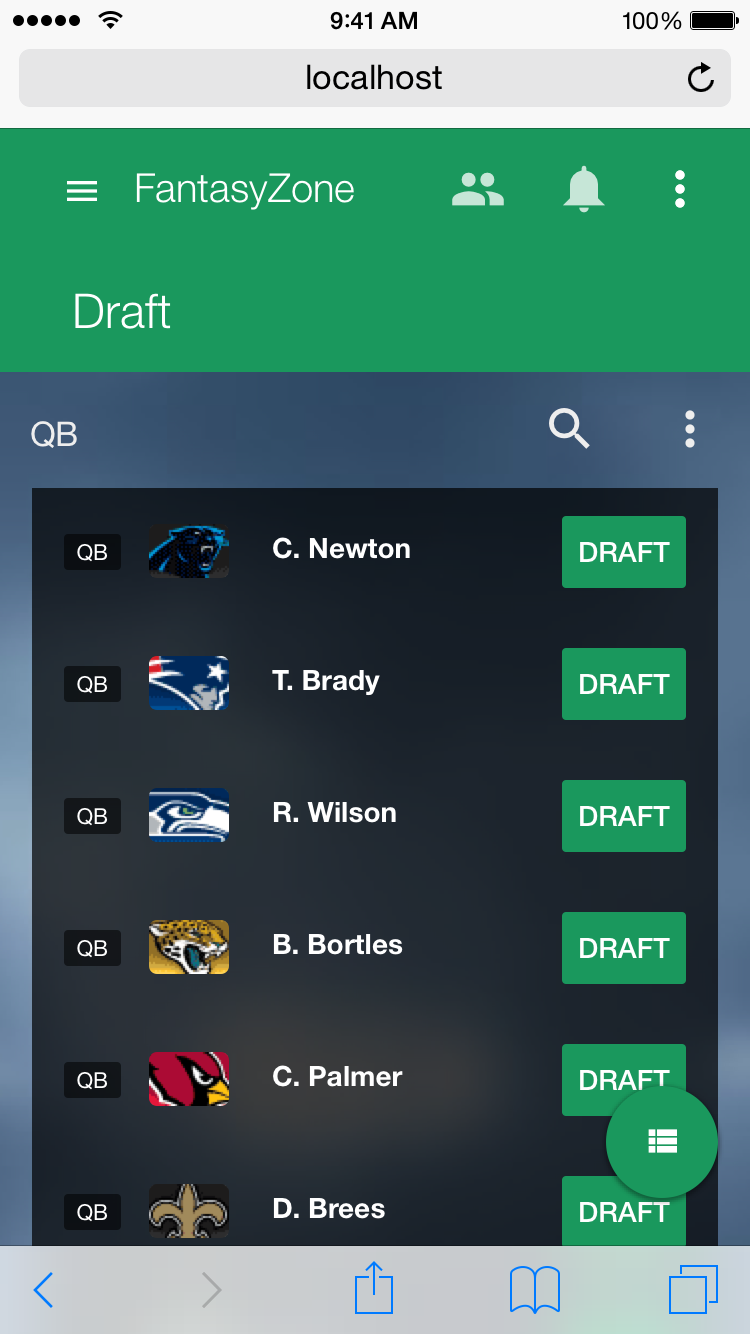 9:41 AM 100%
localhost
FantasyZone
Draft
QB
QB C. Newton DRAFT
QB T. Brady DRAFT
QB R. Wilson DRAFT
QB B. Bortles DRAFT
QB C. Palmer DRAFT
QB D. Brees DRAFT